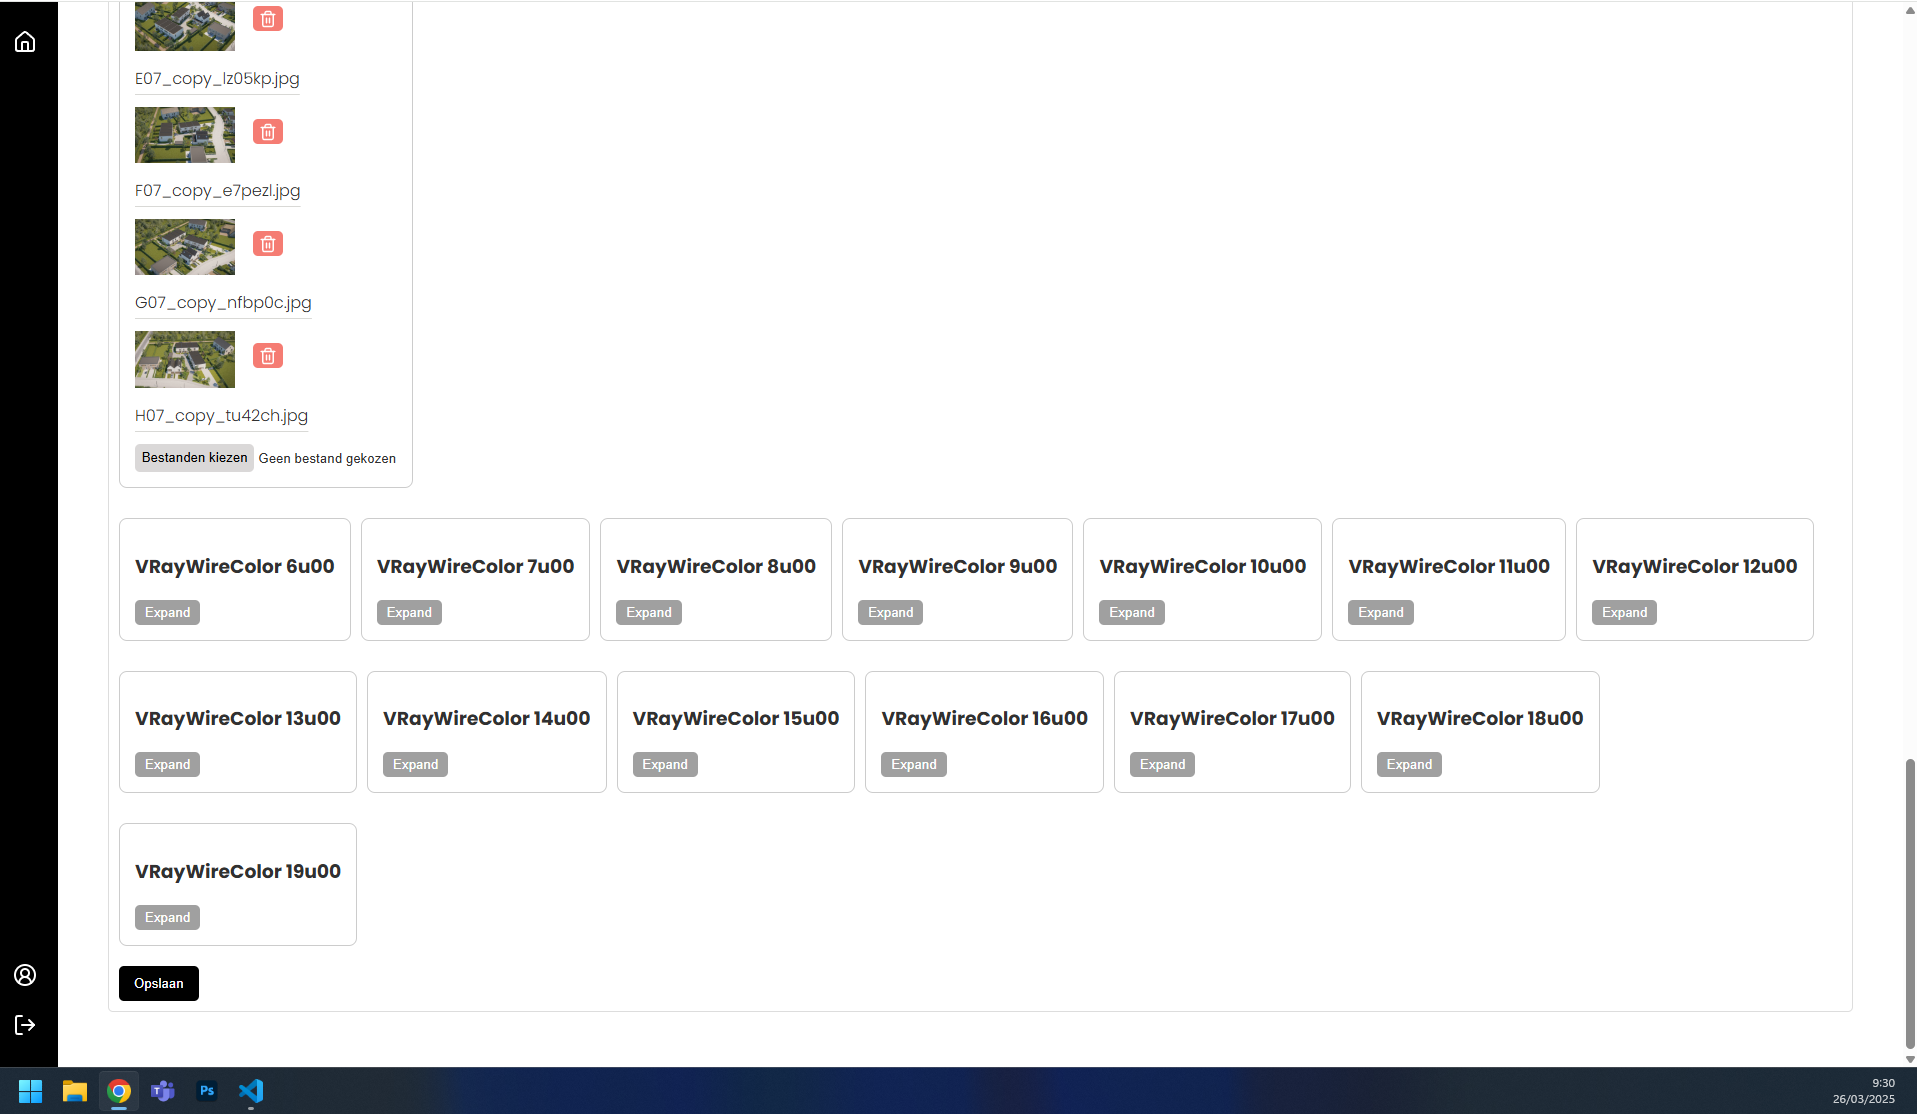 E07_copy_lz05kp.jpg
F07_copy_e7pezl.jpg
G07_copy_nfbp0c.jpg
H07_copy_tu42ch.jpg
Bestanden kiezen Geen bestand gekozen
VRayWireColor 6u00
Expand
VRayWireColor 7u00
Expand
VRayWireColor 8u00
Expand
VRayWireColor 9u00
Expand
VRayWireColor 10u00
Expand
VRayWireColor 11u00
Expand
VRayWireColor 12u00
Expand
VRayWireColor 13u00
Expand
VRayWireColor 14u00
Expand
VRayWireColor 15u00
Expand
VRayWireColor 16u00
Expand
VRayWireColor 17u00
Expand
VRayWireColor 18u00
Expand
VRayWireColor 19u00
Expand
Opslaan
T
Ps
9:30
26/03/2025